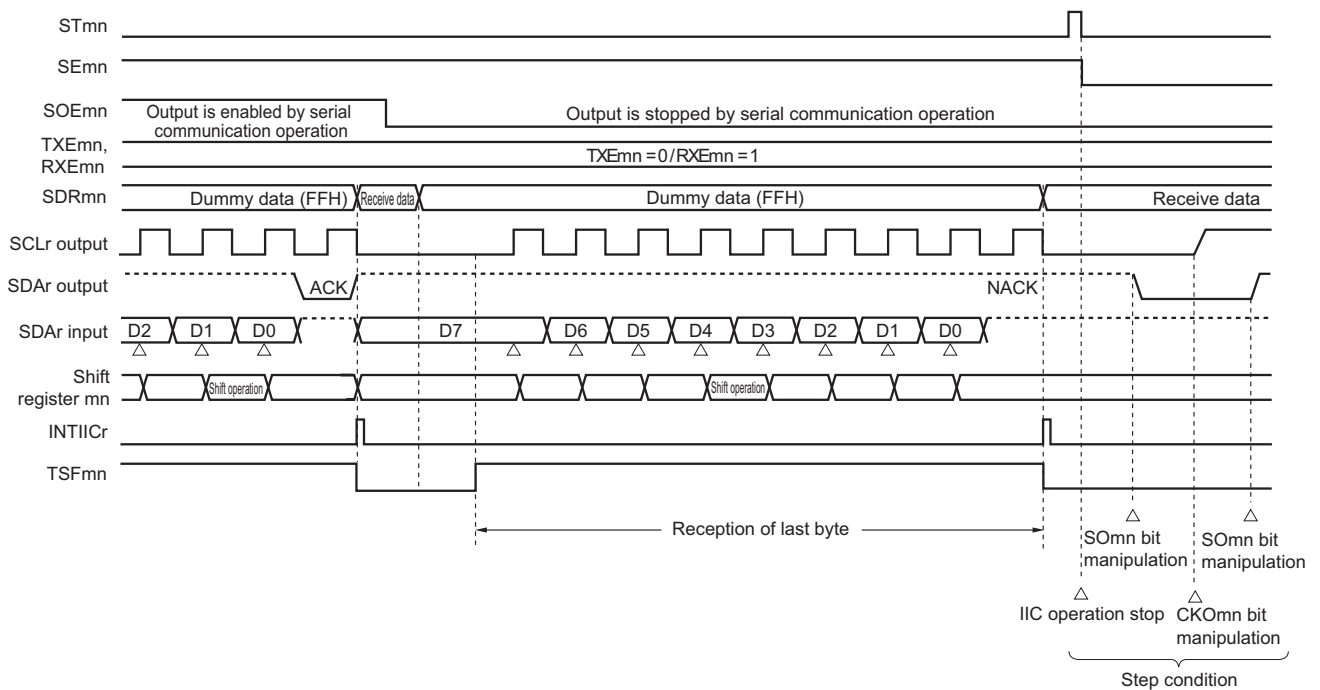 STmn
SEmn
SOEmn
Output is enabled by serial
communication operation
Output is stopped by serial communication operation
TXEmn,
RXEmn
TXEmn =0/RXEmn =1
SDRmn
Dummy data (FFH)
Receive data
Dummy data (FFH)
Receive data
SCLr output
SDAr output
ACK
NACK
SDAr input
D2
D1
D0
D7
D6
D5
D4
D3
D2
D1
D0
Shift
register mn
Shift operation
Shift operation
INTIICr
TSFmn
Reception of last byte
SOmn bit
manipulation
SOmn bit
manipulation
IIC operation stop
CKOmn bit
manipulation
Step condition